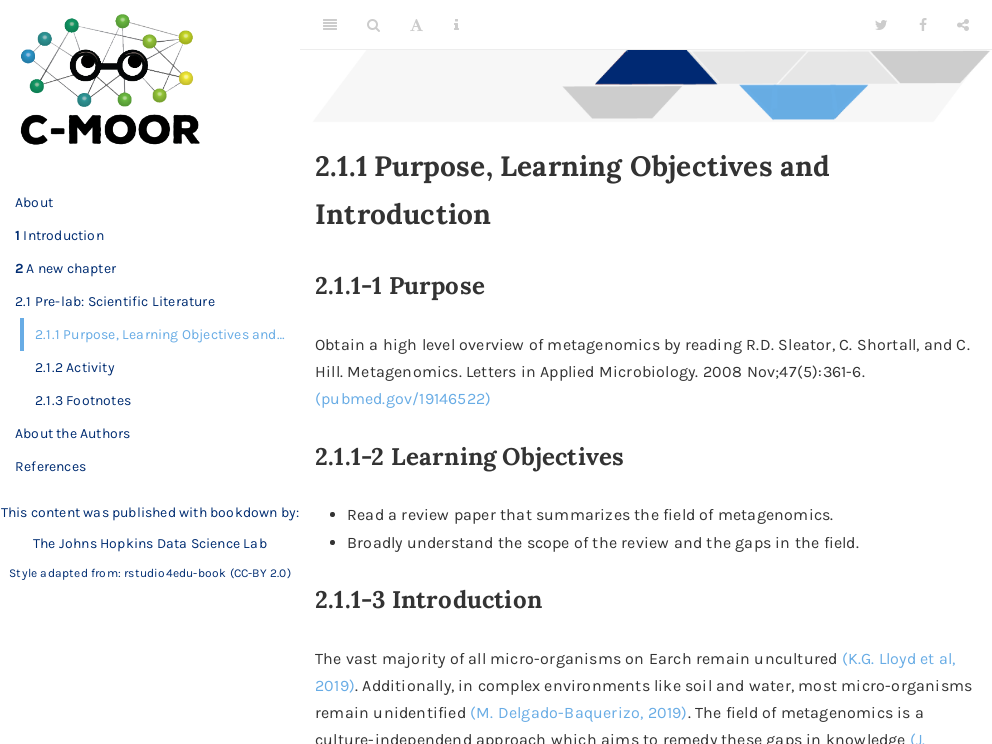 C-MOOR
About
1 Introduction
2 A new chapter
2.1 Pre-lab: Scientific Literature
2.1.1 Purpose, Learning Objectives and...
2.1.2 Activity
2.1.3 Footnotes
About the Authors
References
This content was published with bookdown by:
The Johns Hopkins Data Science Lab
Style adapted from: rstudio4edu-book (CC-BY 2.0)
2.1.1 Purpose, Learning Objectives and
Introduction
2.1.1-1 Purpose
Obtain a high level overview of metagenomics by reading R.D. Sleator, C. Shortall, and C.
Hill. Metagenomics. Letters in Applied Microbiology. 2008 Nov;47(5):361-6.
(pubmed.gov/19146522)
2.1.1-2 Learning Objectives
• Read a review paper that summarizes the field of metagenomics.
• Broadly understand the scope of the review and the gaps in the field.
2.1.1-3 Introduction
The vast majority of all micro-organisms on Earch remain uncultured (K.G. Lloyd et al,
2019). Additionally, in complex environments like soil and water, most micro-organisms
remain unidentified (M. Delgado-Baquerizo, 2019). The field of metagenomics is a
culture-independend approach which aims to remedy these gaps in knowledge (J.